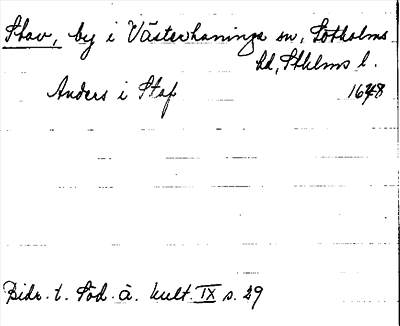 Stav, by i Västerhaninge sn, Sotholms
hd, Sthlms l.
Anders i Staf 1648
Bidr. t. Söd. ä. kult. IX s. 29